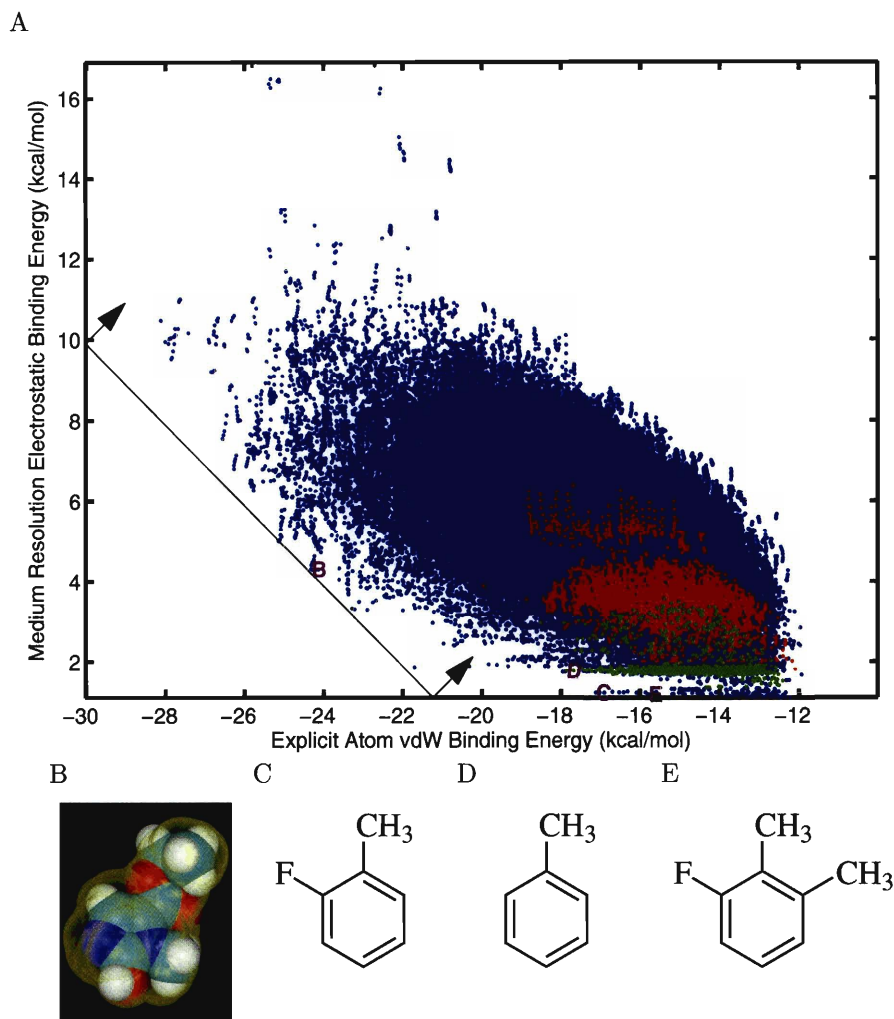 A
Medium Resolution Electrostatic Binding Energy (kcal/mol)
16
14
12
10
8
6
4
2
B
D
C E
−30 −28 −26 −24 −22 −20 −18 −16 −14 −12
Explicit Atom vdW Binding Energy (kcal/mol)
B C D E
CH3 CH3 CH3
F F CH3